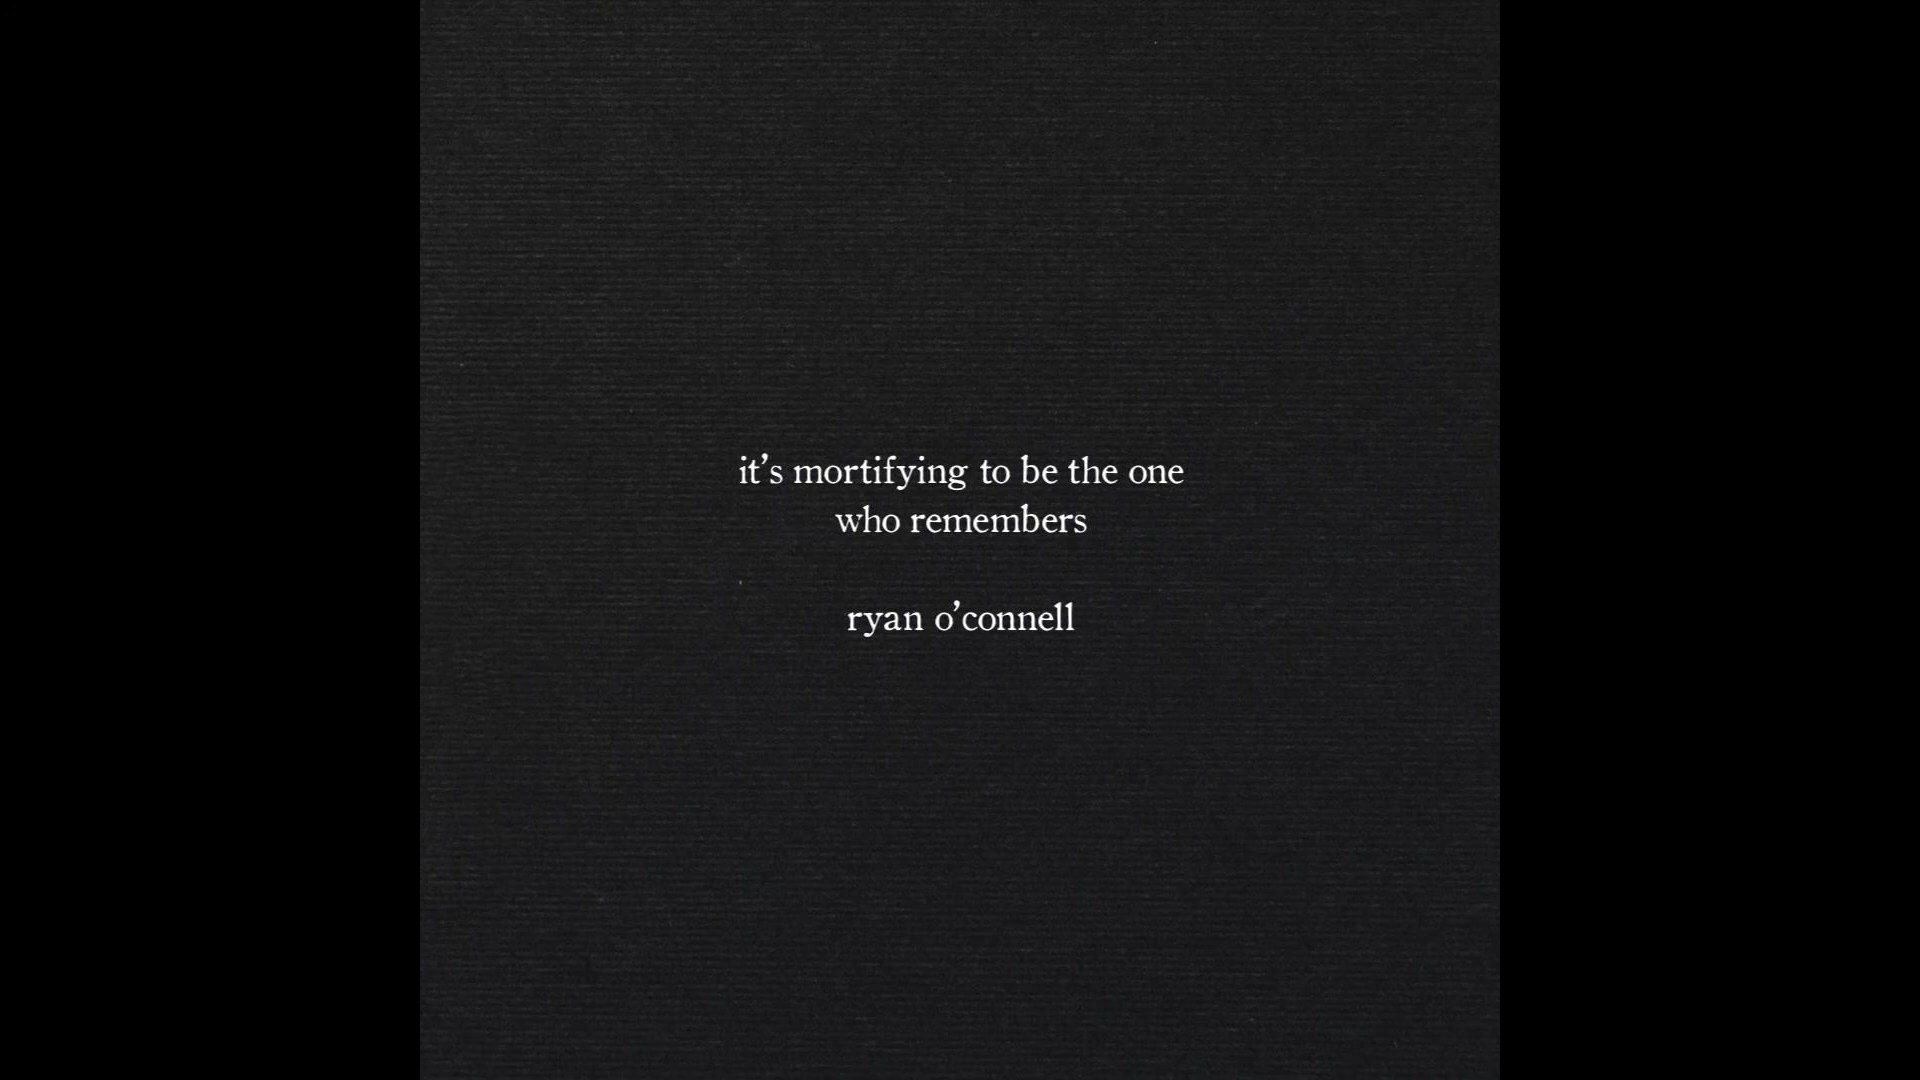 it’s mortifying to be the one
who remembers
ryan o’connell